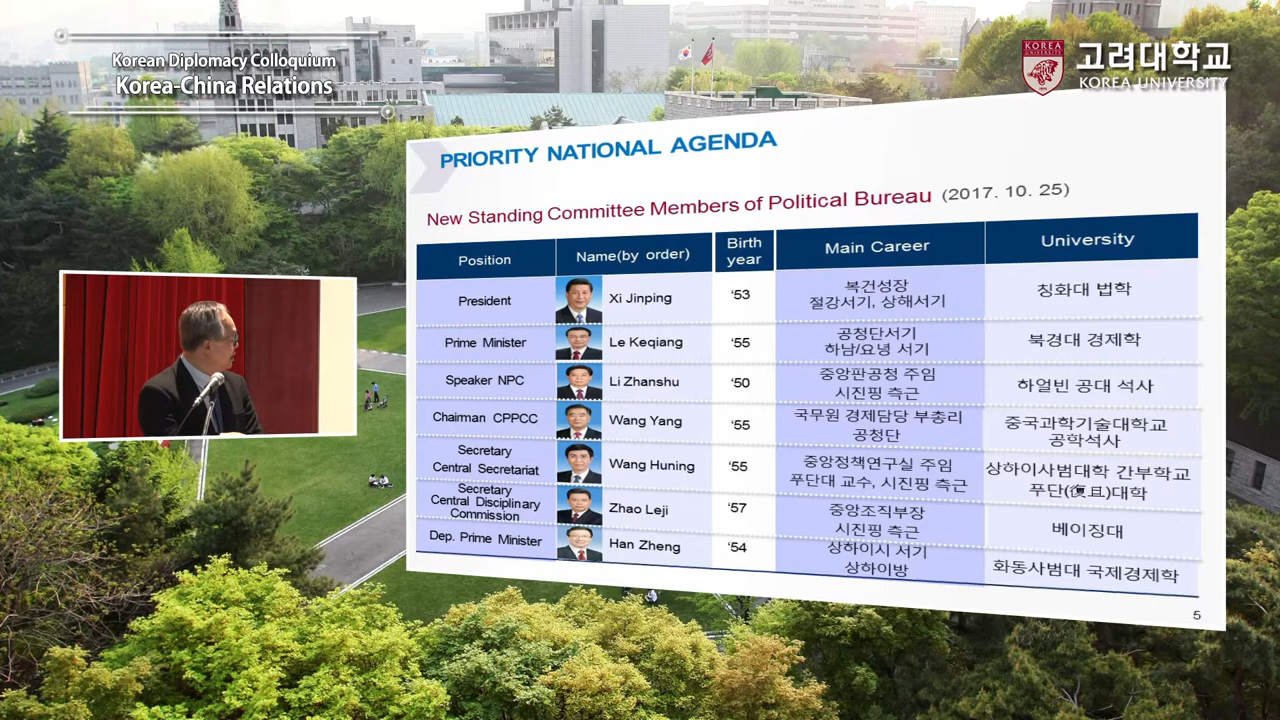 Korean Diplomacy Colloquium
Korea-China Relations
KOREA
UNIVERSITY
고려대학교
KOREA UNIVERSITY
PRIORITY NATIONAL AGENDA
New Standing Committee Members of Political Bureau (2017. 10. 25)
Position Name(by order) Birth year Main Career University
President Xi Jinping ‘53 복건성장 절강서기, 상해서기 칭화대 법학
Prime Minister Le Keqiang ‘55 공청단서기 하남/요녕 서기 북경대 경제학
Speaker NPC Li Zhanshu ‘50 중앙판공청 주임 시진핑 측근 하얼빈 공대 석사
Chairman CPPCC Wang Yang ‘55 국무원 경제담당 부총리 공청단 중국과학기술대학교 공학석사
Secretary Central Secretariat Wang Huning ‘55 중앙정책연구실 주임 푸단대 교수, 시진핑 측근 상하이사범대학 간부학교 푸단(復旦)대학
Secretary Central Disciplinary Commission Zhao Leji ‘57 중앙조직부장 시진핑 측근 베이징대
Dep. Prime Minister Han Zheng ‘54 상하이시 서기 상하이방 화동사범대 국제경제학
5